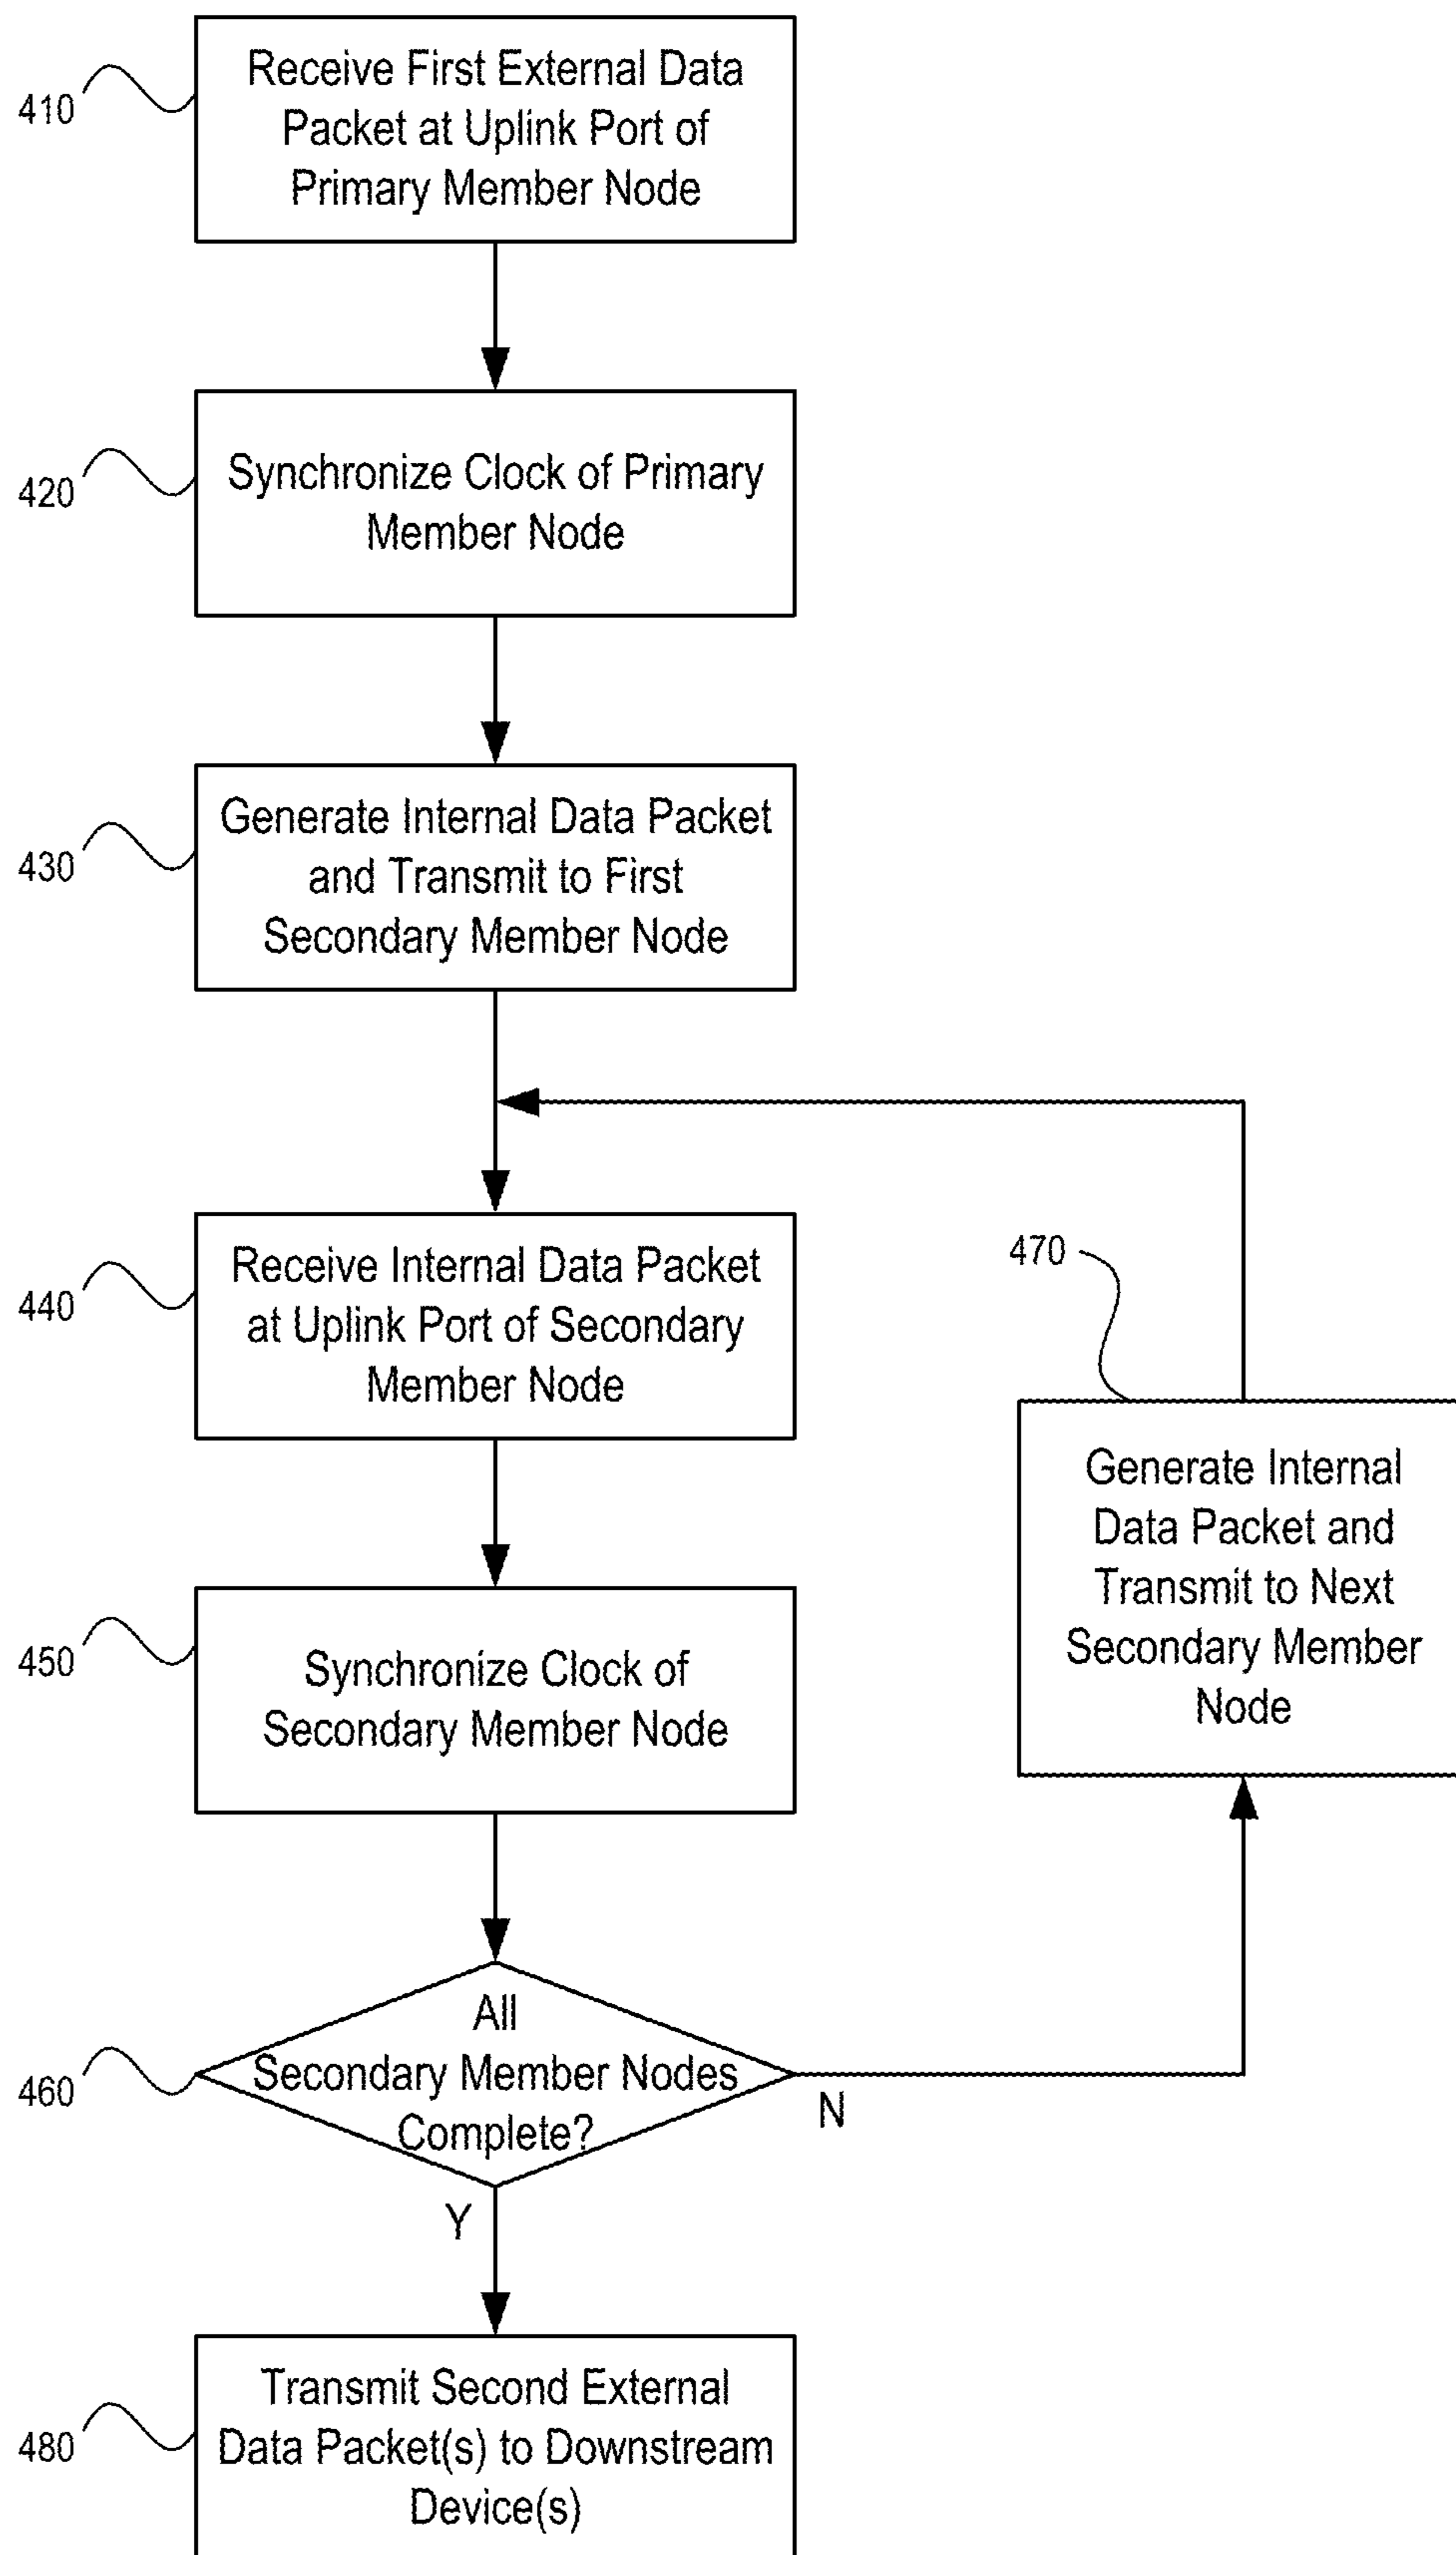 410
Receive First External Data
Packet at Uplink Port of
Primary Member Node
420
Synchronize Clock of Primary
Member Node
430
Generate Internal Data Packet
and Transmit to First
Secondary Member Node
440
Receive Internal Data Packet
at Uplink Port of Secondary
Member Node
470
Generate Internal
Data Packet and
Transmit to Next
Secondary Member
Node
450
Synchronize Clock of
Secondary Member Node
460
All
Secondary Member Nodes
Complete?
N
Y
480
Transmit Second External
Data Packet(s) to Downstream
Device(s)